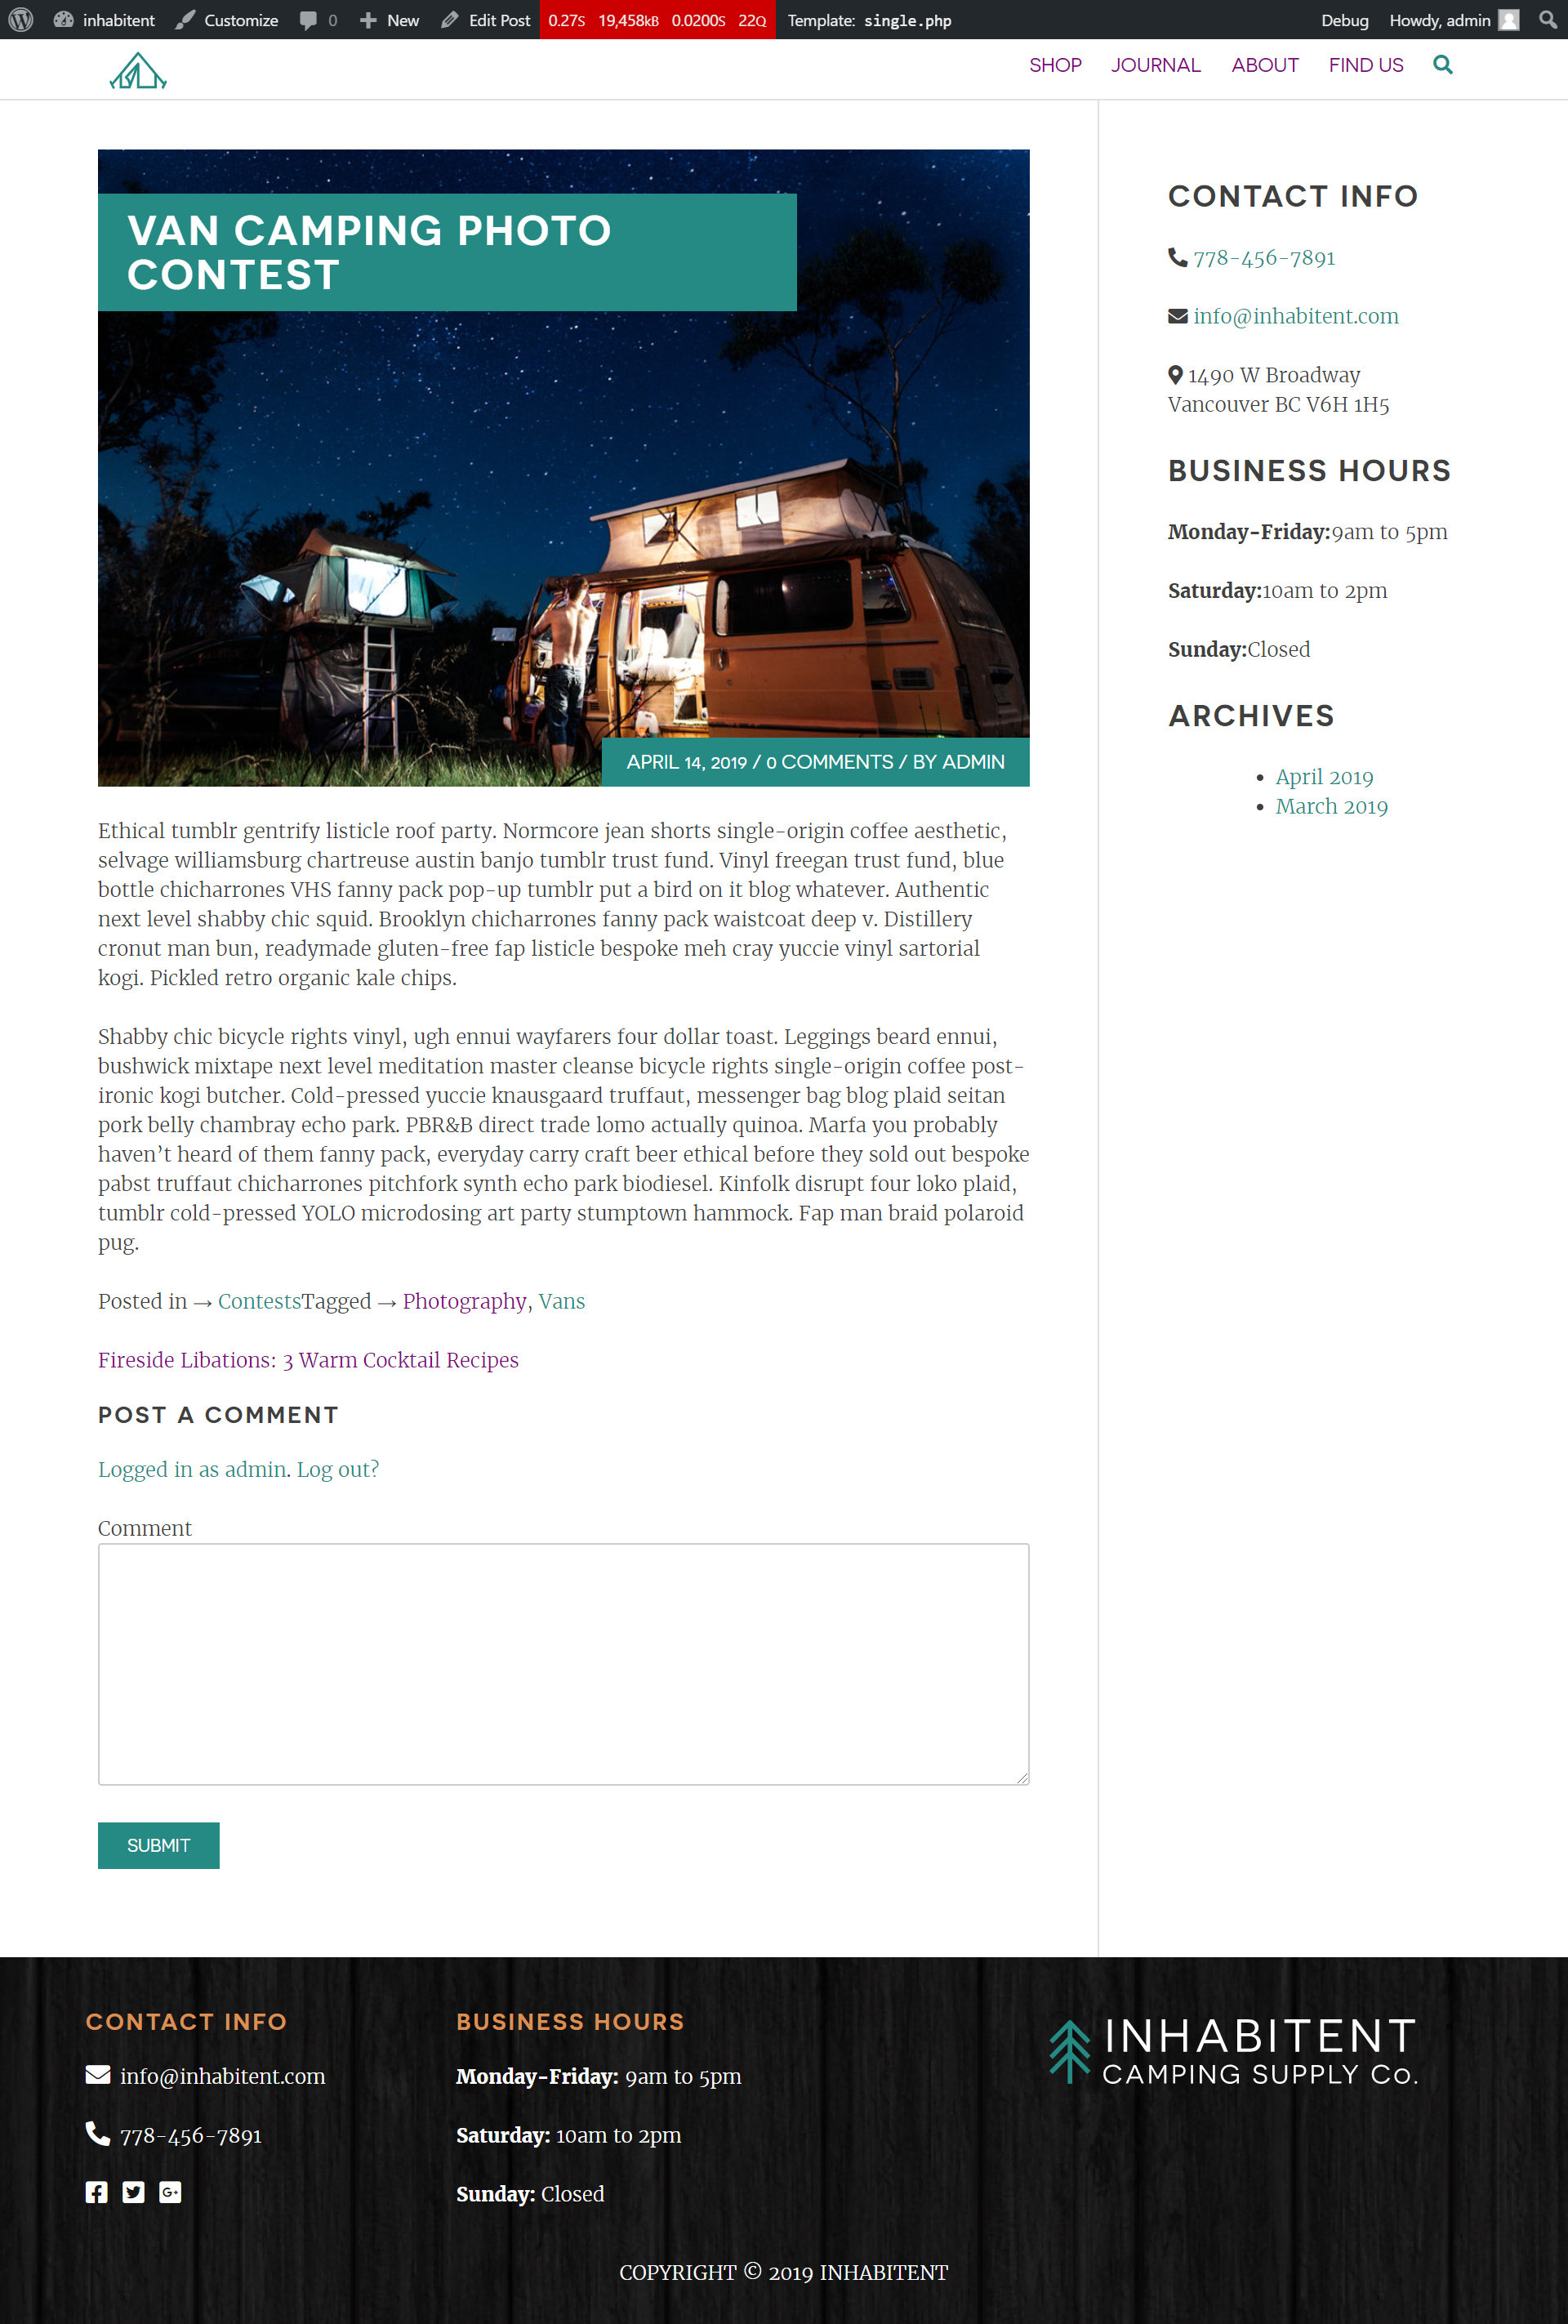 inhabitent Customize 0 New Edit Post 0.27S 19,458kB 0.0200S 22Q Template: single.php Debug Howdy, admin
SHOP JOURNAL ABOUT FIND US
VAN CAMPING PHOTO
CONTEST
APRIL 14, 2019 / 0 COMMENTS / BY ADMIN
Ethical tumblr gentrify listicle roof party. Normcore jean shorts single-origin coffee aesthetic,
selvage williamsburg chartreuse austin banjo tumblr trust fund. Vinyl freegan trust fund, blue
bottle chicharrones VHS fanny pack pop-up tumblr put a bird on it blog whatever. Authentic
next level shabby chic squid. Brooklyn chicharrones fanny pack waistcoat deep v. Distillery
cronut man bun, readymade gluten-free fap listicle bespoke meh cray yuccie vinyl sartorial
kogi. Pickled retro organic kale chips.
Shabby chic bicycle rights vinyl, ugh ennui wayfarers four dollar toast. Leggings beard ennui,
bushwick mixtape next level meditation master cleanse bicycle rights single-origin coffee post-
ironic kogi butcher. Cold-pressed yuccie knausgaard truffaut, messenger bag blog plaid seitan
pork belly chambray echo park. PBR&B direct trade lomo actually quinoa. Marfa you probably
haven’t heard of them fanny pack, everyday carry craft beer ethical before they sold out bespoke
pabst truffaut chicharrones pitchfork synth echo park biodiesel. Kinfolk disrupt four loko plaid,
tumblr cold-pressed YOLO microdosing art party stumptown hammock. Fap man braid polaroid
pug.
Posted in → ContestsTagged → Photography, Vans
Fireside Libations: 3 Warm Cocktail Recipes
POST A COMMENT
Logged in as admin. Log out?
Comment
SUBMIT
CONTACT INFO
778-456-7891
info@inhabitent.com
1490 W Broadway
Vancouver BC V6H 1H5
BUSINESS HOURS
Monday-Friday:9am to 5pm
Saturday:10am to 2pm
Sunday:Closed
ARCHIVES
• April 2019
• March 2019
CONTACT INFO
info@inhabitent.com
778-456-7891
BUSINESS HOURS
Monday-Friday: 9am to 5pm
Saturday: 10am to 2pm
Sunday: Closed
INHABITENT
CAMPING SUPPLY Co.
COPYRIGHT © 2019 INHABITENT